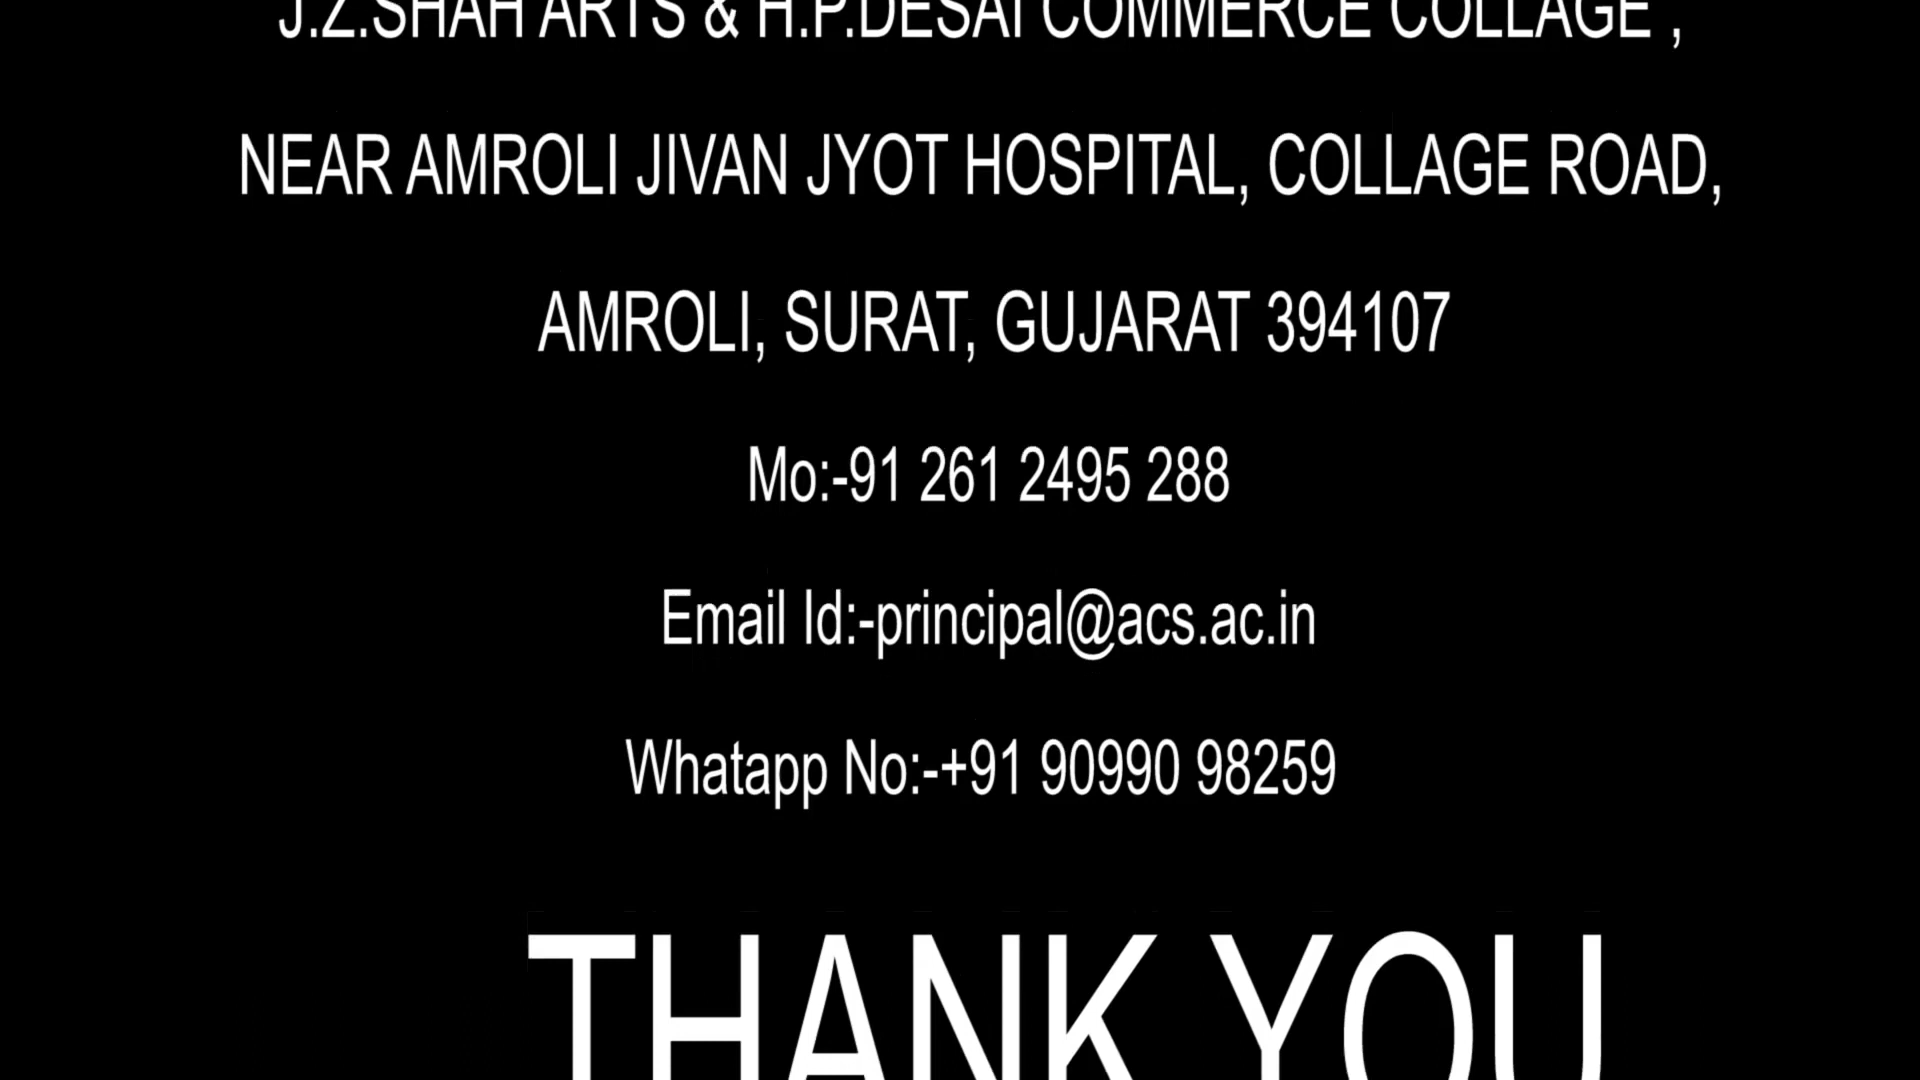 J.Z.SHAH ARTS & H.P.DESAI COMMERCE COLLAGE ,
NEAR AMROLI JIVAN JYOT HOSPITAL, COLLAGE ROAD,
AMROLI, SURAT, GUJARAT 394107
Mo:-91 261 2495 288
Email Id:-principal@acs.ac.in
Whatapp No:-+91 90990 98259
THANK YOU